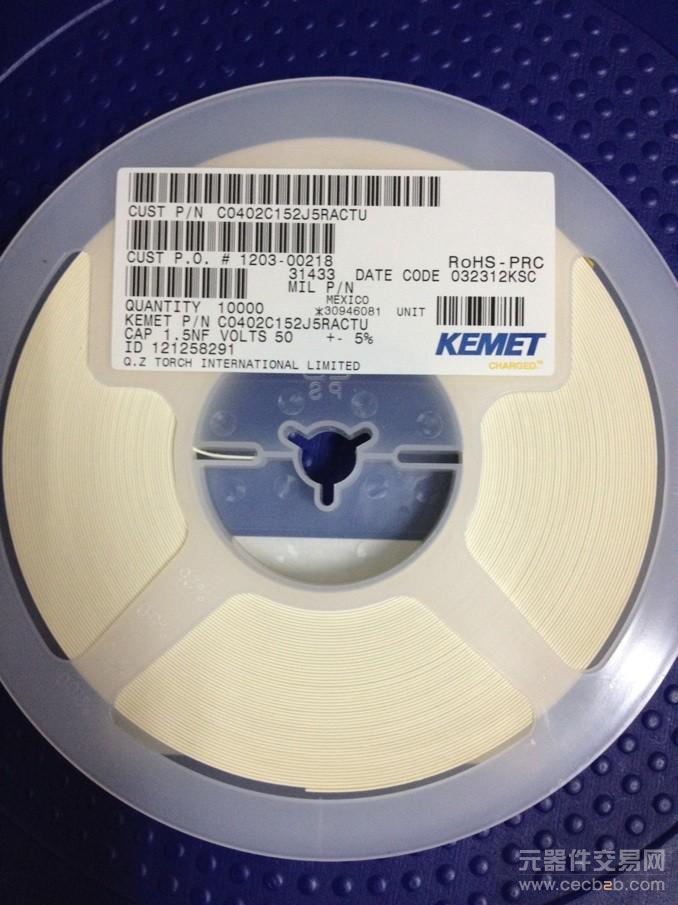 CUST P/N C0402C152J5RACTU
CUST P.O. # 1203-00218 RoHS-PRC
31433 DATE CODE 032312KSC
MIL P/N
QUANTITY 10000 MEXICO
*30946081 UNIT
KEMET P/N C0402C152J5RACTU
CAP 1.5NF VOLTS 50 +- 5%
ID 121258291
Q.Z TORCH INTERNATIONAL LIMITED
KEMET
CHARGED.™
元器件交易网
www.cecb2b.com